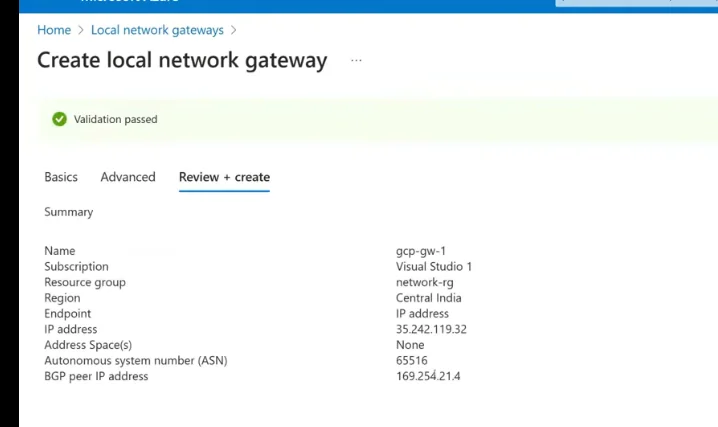 Home > Local network gateways >
Create local network gateway ...
Validation passed
Basics Advanced Review + create
Summary
Name gcp-gw-1
Subscription Visual Studio 1
Resource group network-rg
Region Central India
Endpoint IP address
IP address 35.242.119.32
Address Space(s) None
Autonomous system number (ASN) 65516
BGP peer IP address 169.254.21.4